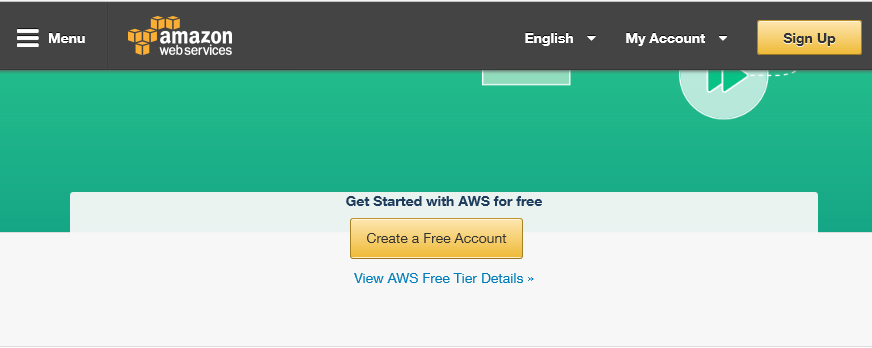 Menu
amazon
web services
English
My Account
Sign Up
Get Started with AWS for free
Create a Free Account
View AWS Free Tier Details »